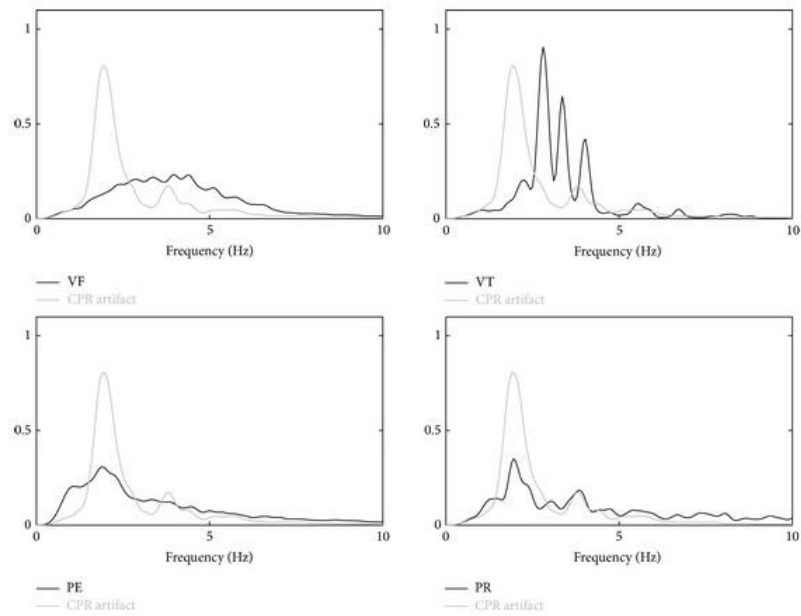 1
0.5
0
0
5
10
Frequency (Hz)
VF
CPR artifact
1
0.5
0
0
5
10
Frequency (Hz)
VT
CPR artifact
1
0.5
0
0
5
10
Frequency (Hz)
PE
CPR artifact
1
0.5
0
0
5
10
Frequency (Hz)
PR
CPR artifact